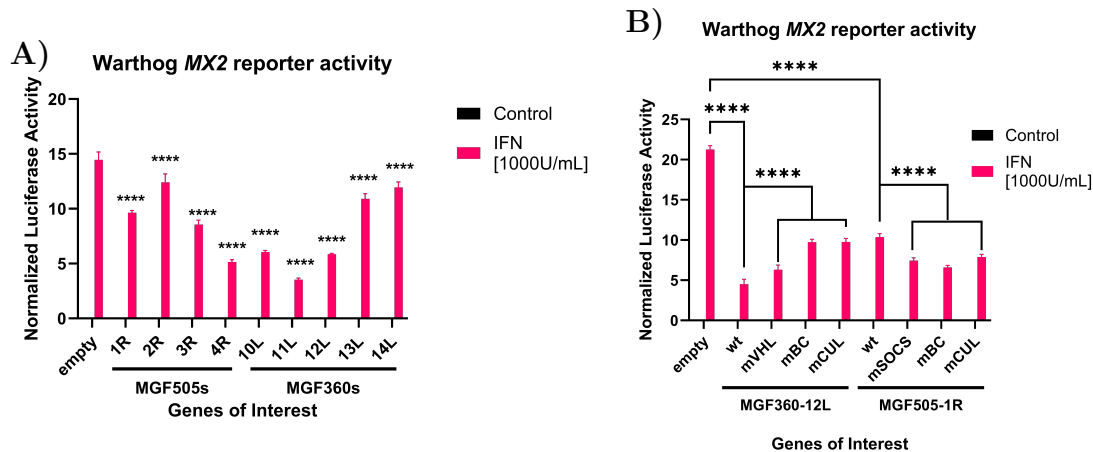 A)
Warthog MX2 reporter activity
Normalized Luciferase Activity
20
15
10
5
0
****
****
****
****
****
****
****
****
****
empty
1R
2R
3R
4R
10L
11L
12L
13L
14L
MGF505s
MGF360s
Genes of Interest
Control
IFN
[1000U/mL]
B)
Warthog MX2 reporter activity
Normalized Luciferase Activity
25
20
15
10
5
0
****
****
****
****
empty
wt
mVHL
mBC
mCUL
wt
mSOCS
mBC
mCUL
MGF360-12L
MGF505-1R
Genes of Interest
Control
IFN
[1000U/mL]